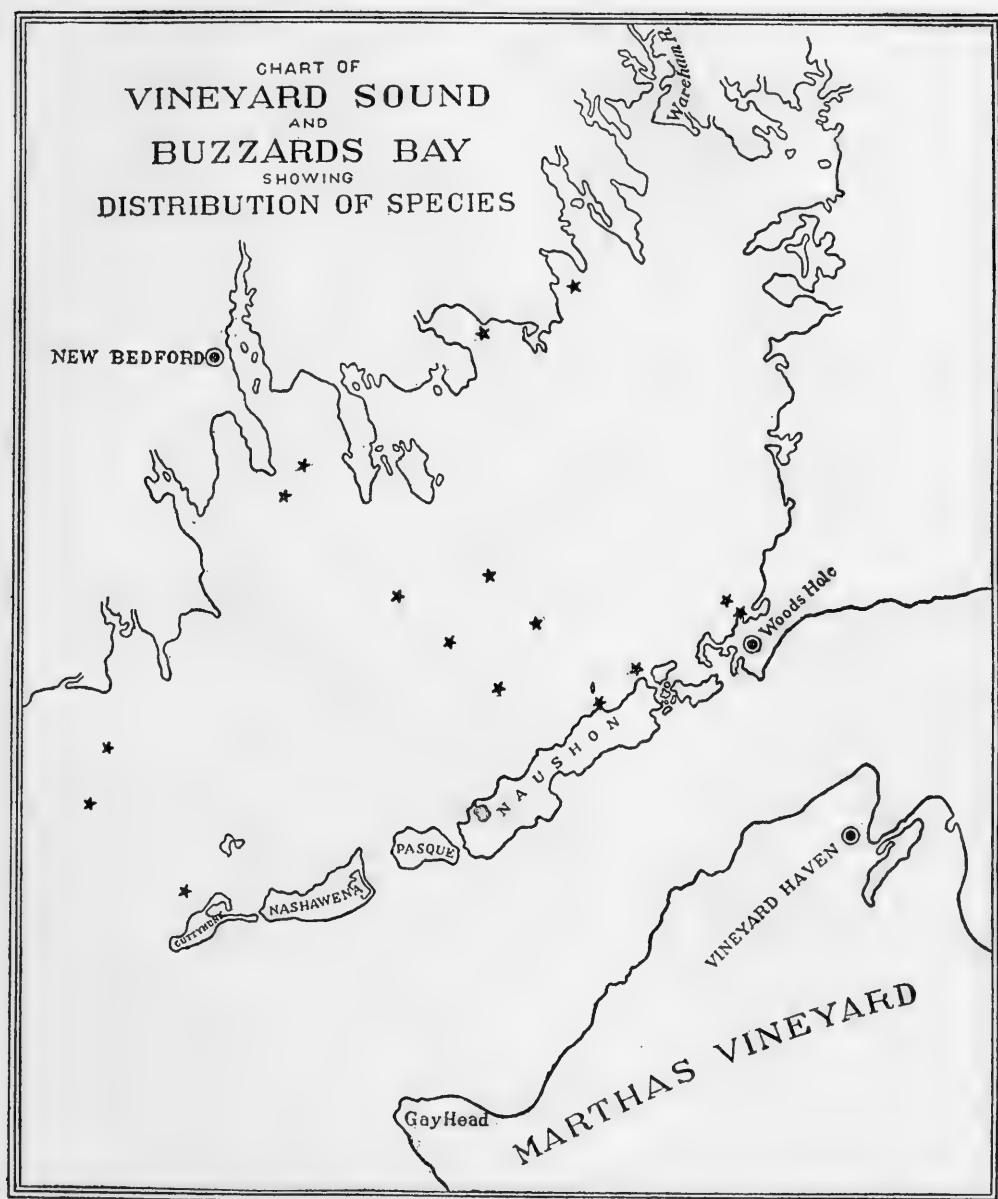 CHART OF
VINEYARD SOUND
AND
BUZZARDS BAY
SHOWING
DISTRIBUTION OF SPECIES
Wareham R.
NEW BEDFORD
Woods Hole
NAUSHON
PASQUE
NASHAWENA
CUTTYHUNK
VINEYARD HAVEN
MARTHAS VINEYARD
Gay Head